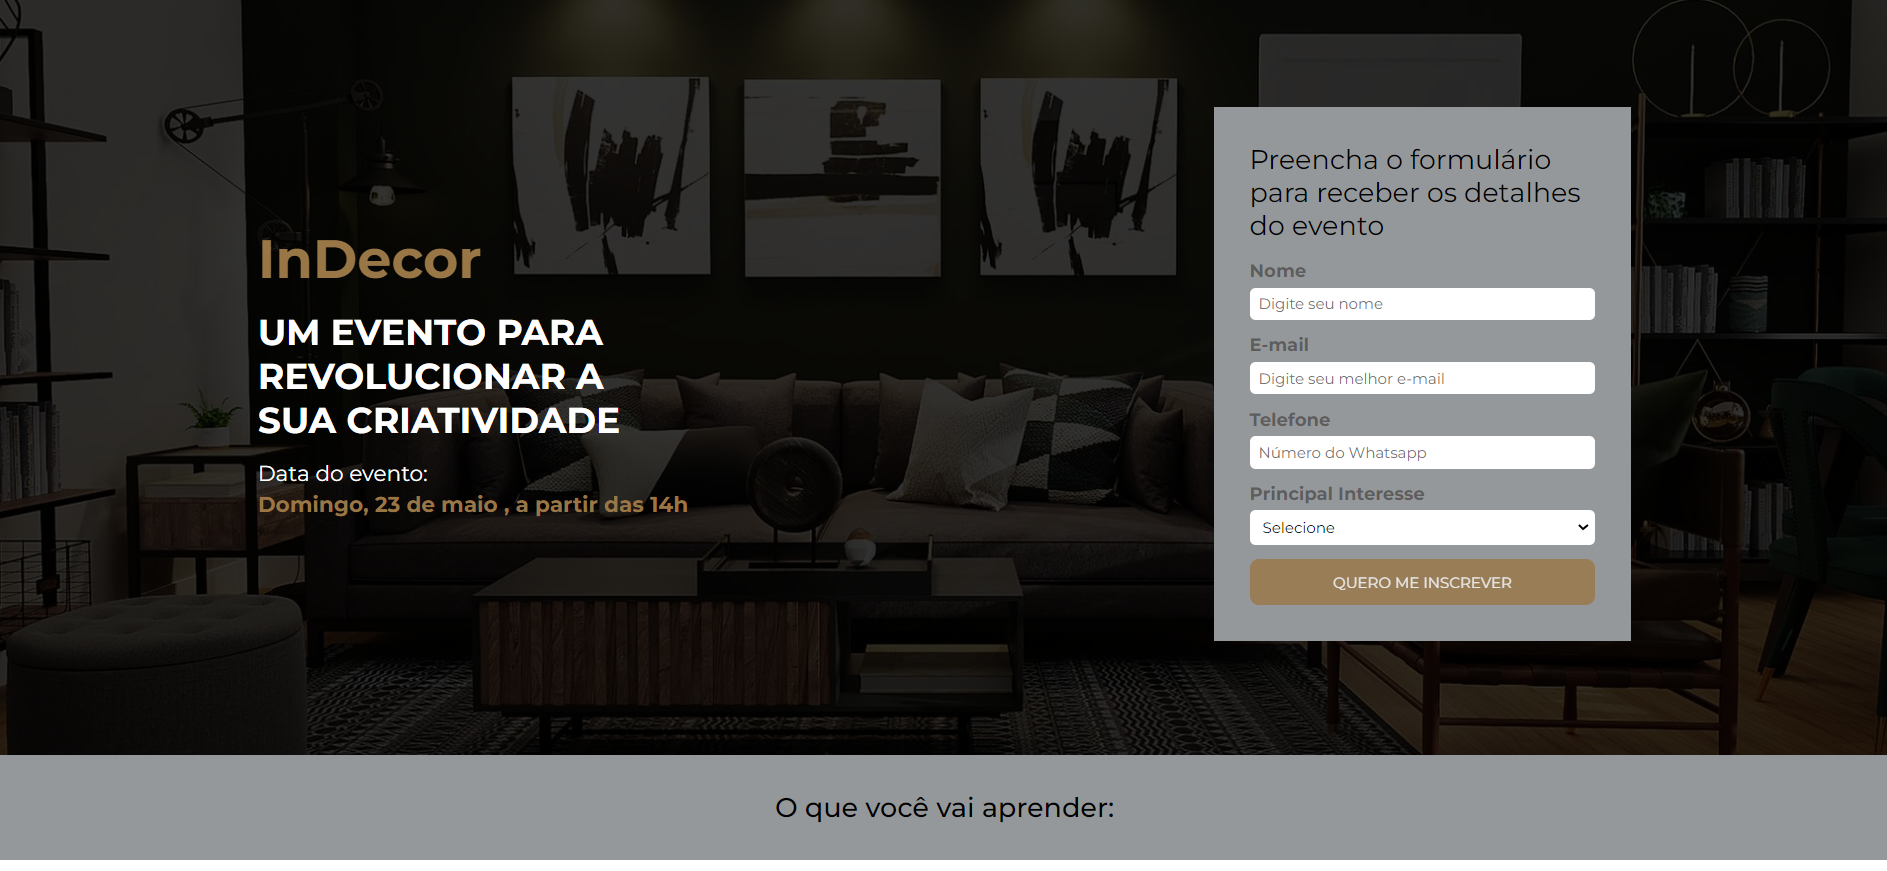 InDecor
UM EVENTO PARA
REVOLUCIONAR A
SUA CRIATIVIDADE
Data do evento:
Domingo, 23 de maio , a partir das 14h
Preencha o formulário
para receber os detalhes
do evento
Nome
Digite seu nome
E-mail
Digite seu melhor e-mail
Telefone
Número do Whatsapp
Principal Interesse
Selecione
QUERO ME INSCREVER
O que você vai aprender: